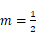 m = 1/2